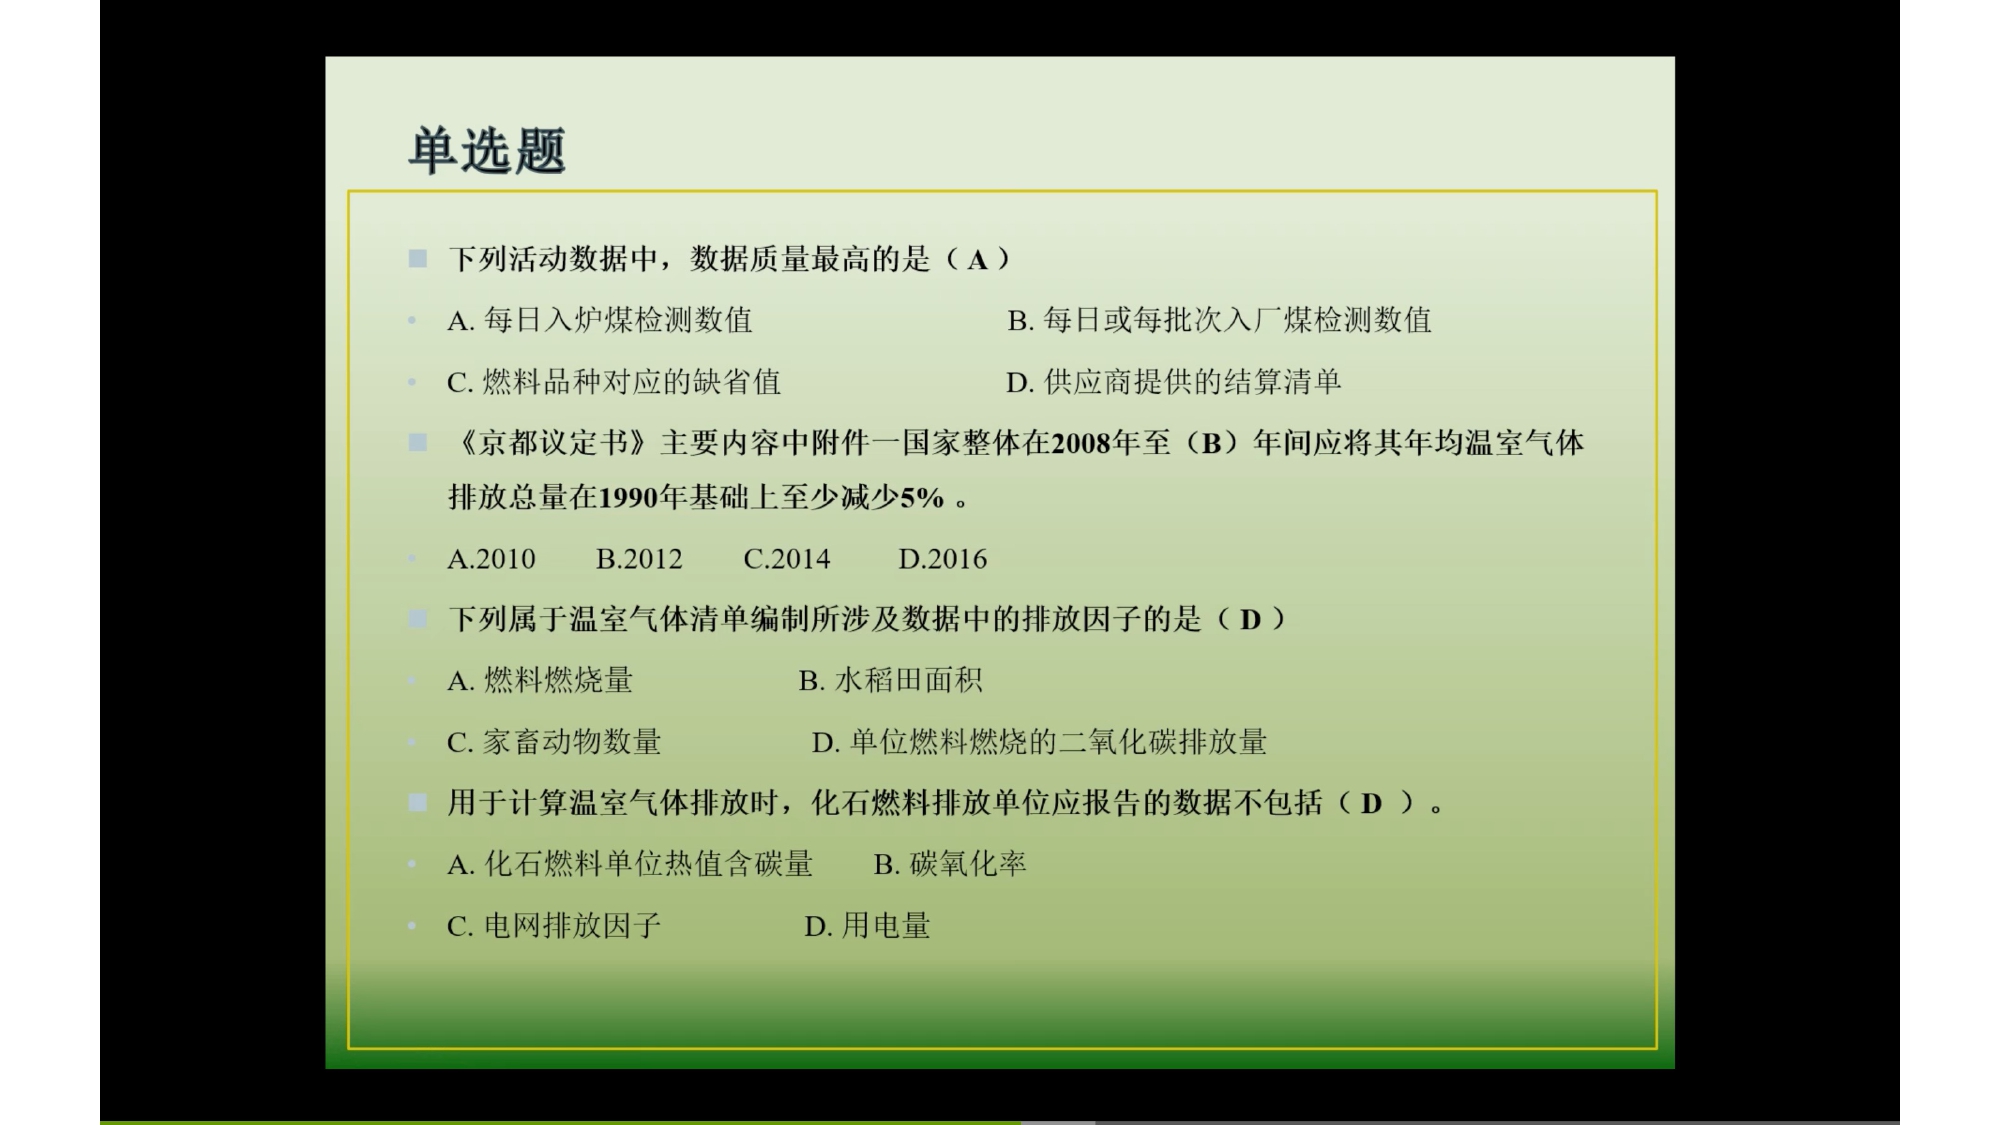 单选题
下列活动数据中，数据质量最高的是（ A ）
A. 每日入炉煤检测数值 B. 每日或每批次入厂煤检测数值
C. 燃料品种对应的缺省值 D. 供应商提供的结算清单
《京都议定书》主要内容中附件一国家整体在2008年至（B）年间应将其年均温室气体
排放总量在1990年基础上至少减少5% 。
A.2010 B.2012 C.2014 D.2016
下列属于温室气体清单编制所涉及数据中的排放因子的是（ D ）
A. 燃料燃烧量 B. 水稻田面积
C. 家畜动物数量 D. 单位燃料燃烧的二氧化碳排放量
用于计算温室气体排放时，化石燃料排放单位应报告的数据不包括（ D ）。
A. 化石燃料单位热值含碳量 B. 碳氧化率
C. 电网排放因子 D. 用电量